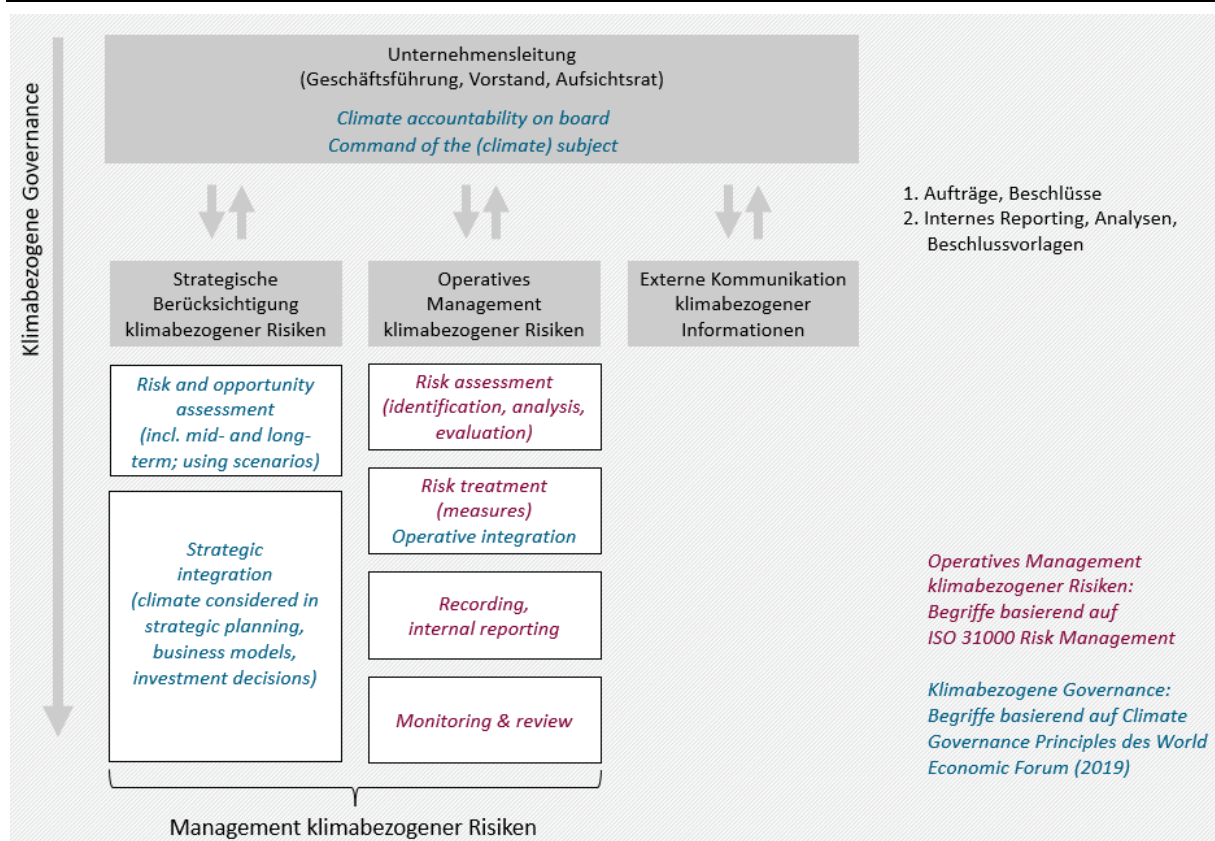 Klimabezogene Governance
Unternehmensleitung
(Geschäftsführung, Vorstand, Aufsichtsrat)
Climate accountability on board
Command of the (climate) subject
1. Aufträge, Beschlüsse
2. Internes Reporting, Analysen,
Beschlussvorlagen
Strategische
Berücksichtigung
klimabezogener Risiken
Operatives
Management
klimabezogener Risiken
Externe Kommunikation
klimabezogener
Informationen
Risk and opportunity
assessment
(incl. mid- and long-
term; using scenarios)
Strategic
integration
(climate considered in
strategic planning,
business models,
investment decisions)
Risk assessment
(identification, analysis,
evaluation)
Risk treatment
(measures)
Operative integration
Recording,
internal reporting
Monitoring & review
Operatives Management
klimabezogener Risiken:
Begriffe basierend auf
ISO 31000 Risk Management
Klimabezogene Governance:
Begriffe basierend auf Climate
Governance Principles des World
Economic Forum (2019)
Management klimabezogener Risiken